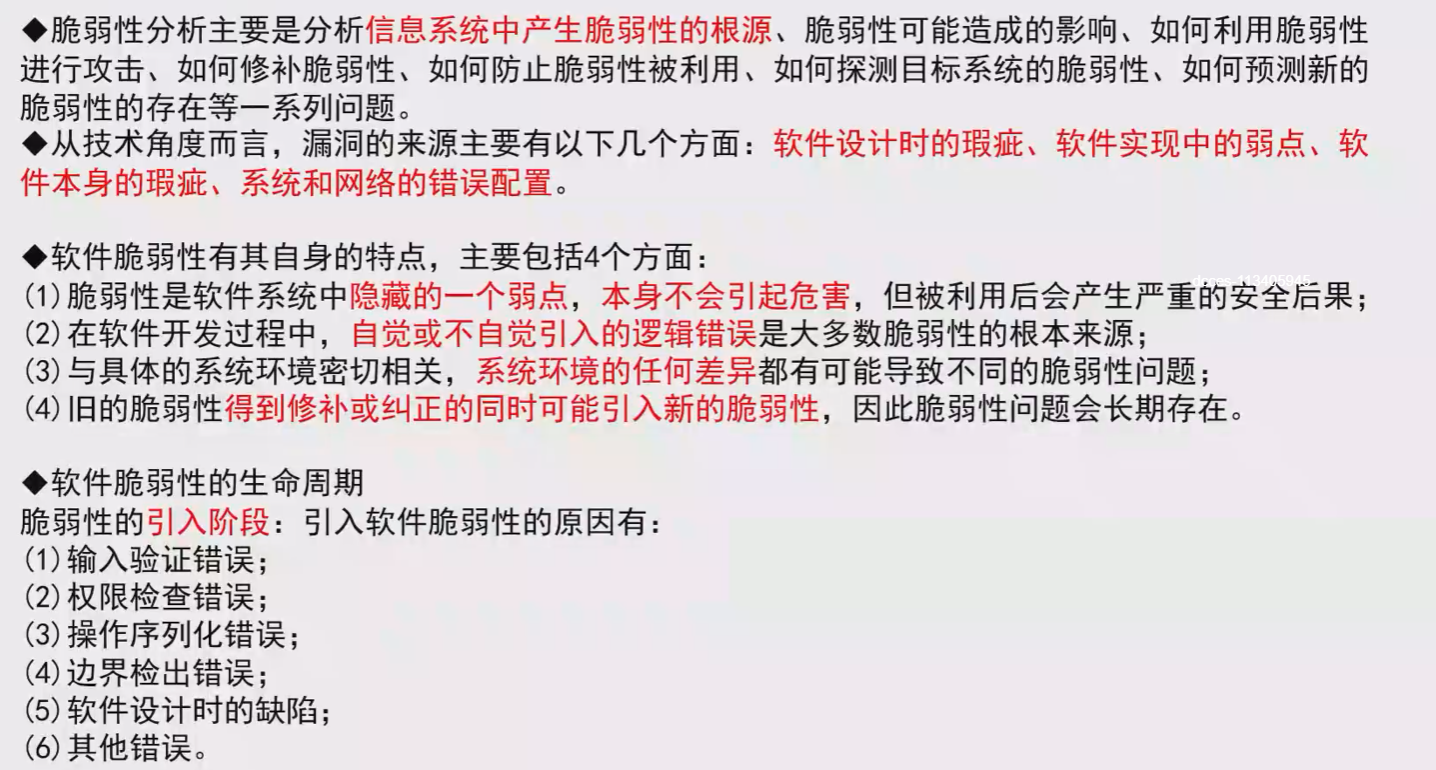 ◆脆弱性分析主要是分析信息系统中产生脆弱性的根源、脆弱性可能造成的影响、如何利用脆弱性
进行攻击、如何修补脆弱性、如何防止脆弱性被利用、如何探测目标系统的脆弱性、如何预测新的
脆弱性的存在等一系列问题。
◆从技术角度而言，漏洞的来源主要有以下几个方面：软件设计时的瑕疵、软件实现中的弱点、软
件本身的瑕疵、系统和网络的错误配置。
◆软件脆弱性有其自身的特点，主要包括4个方面：
(1)脆弱性是软件系统中隐藏的一个弱点，本身不会引起危害，但被利用后会产生严重的安全后果；
(2)在软件开发过程中，自觉或不自觉引入的逻辑错误是大多数脆弱性的根本来源；
(3)与具体的系统环境密切相关，系统环境的任何差异都有可能导致不同的脆弱性问题；
(4)旧的脆弱性得到修补或纠正的同时可能引入新的脆弱性，因此脆弱性问题会长期存在。
◆软件脆弱性的生命周期
脆弱性的引入阶段：引入软件脆弱性的原因有：
(1)输入验证错误；
(2)权限检查错误；
(3)操作序列化错误；
(4)边界检出错误；
(5)软件设计时的缺陷；
(6)其他错误。